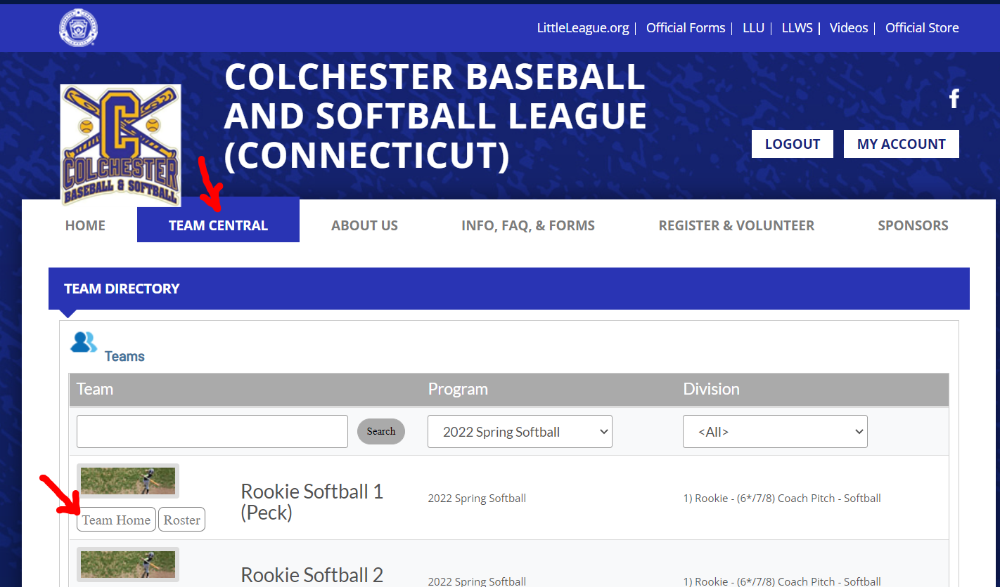 LittleLeague.org | Official Forms | LLU | LLWS | Videos | Official Store
COLCHESTER BASEBALL
AND SOFTBALL LEAGUE
(CONNECTICUT)
C
COLCHESTER
BASEBALL & SOFTBALL
f
LOGOUT MY ACCOUNT
HOME TEAM CENTRAL ABOUT US INFO, FAQ, & FORMS REGISTER & VOLUNTEER SPONSORS
TEAM DIRECTORY
Teams
Team Program Division
Search 2022 Spring Softball <All>
Rookie Softball 1
(Peck)
2022 Spring Softball 1) Rookie - (6*/7/8) Coach Pitch - Softball
Team Home Roster
Rookie Softball 2
2022 Spring Softball 1) Rookie - (6*/7/8) Coach Pitch - Softball